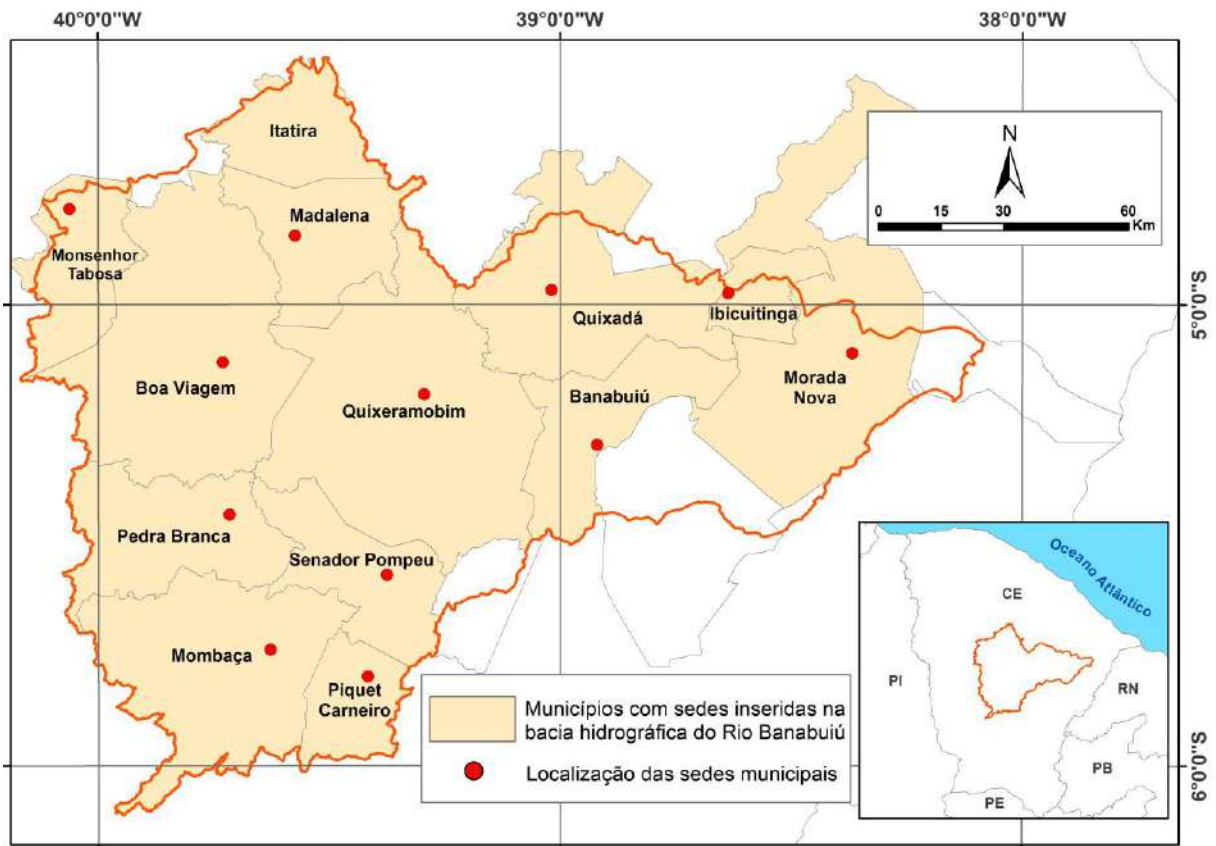 40°0'0"W 39°0'0"W 38°0'0"W
Itatira
N
Madalena
0 15 30 60
Km
Monsenhor
Tabosa
5°0'0"S
Quixadá
Ibicuitinga
Boa Viagem
Quixeramobim
Banabuiú
Morada
Nova
Pedra Branca
Senador Pompeu
Mombaça
Piquet
Carneiro
Municípios com sedes inseridas na
bacia hidrográfica do Rio Banabuiú
Localização das sedes municipais
Oceano Atlântico
CE
PI
RN
PB
PE
6°0'0"S